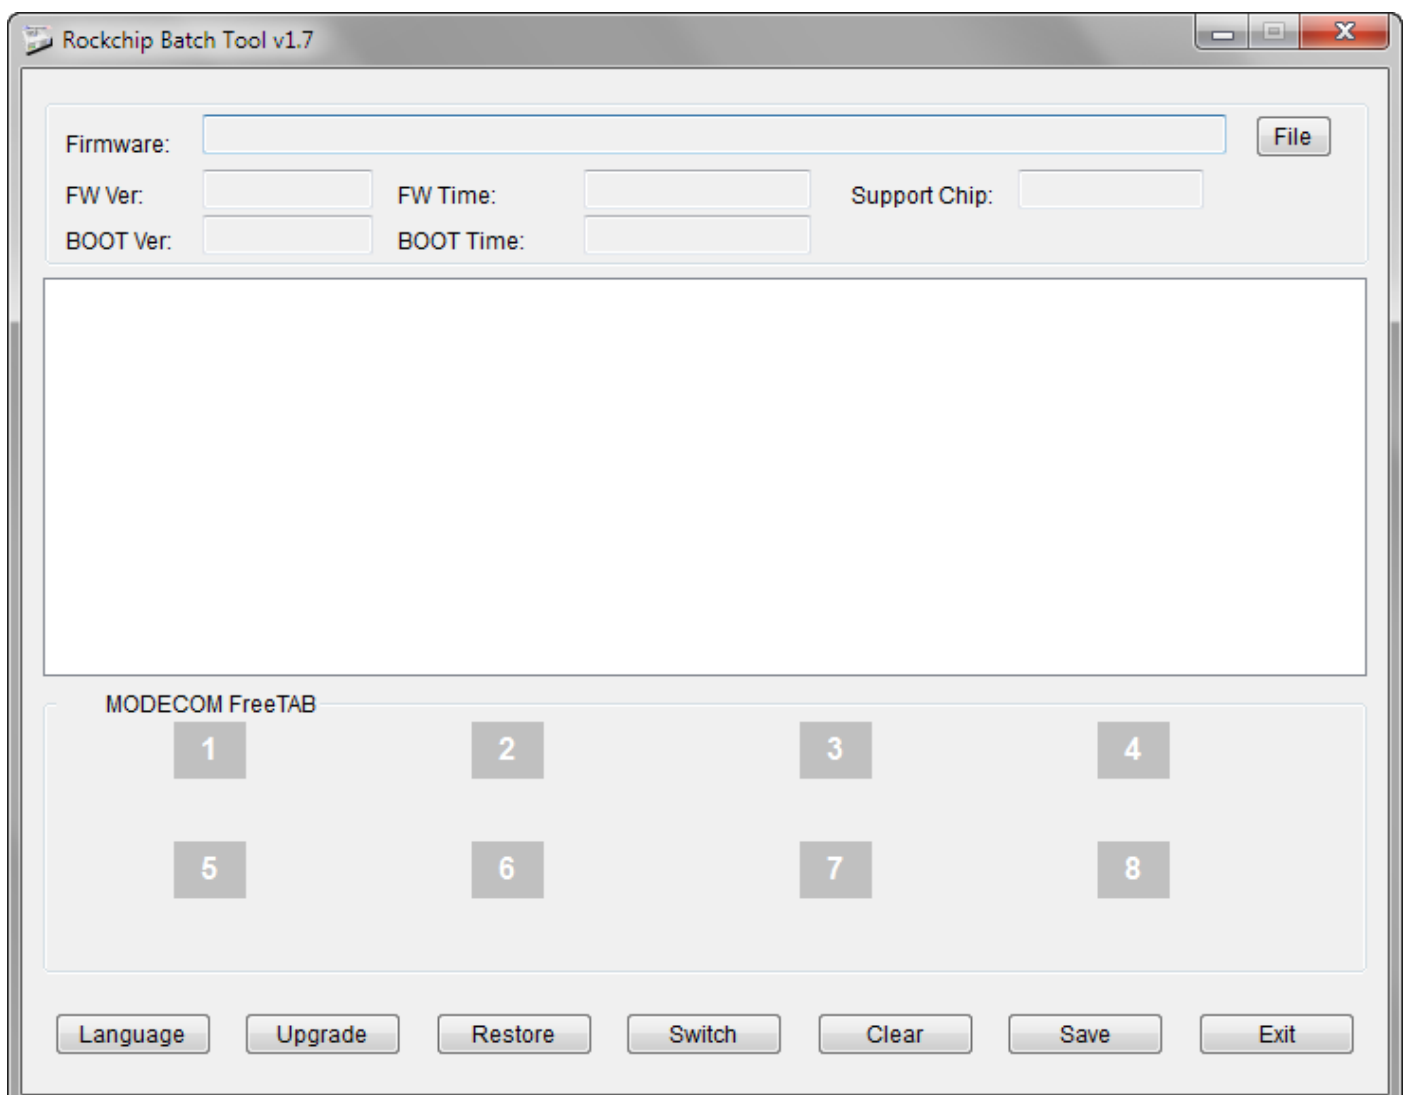 Rockchip Batch Tool v1.7
Firmware: File
FW Ver: FW Time: Support Chip:
BOOT Ver: BOOT Time:
MODECOM FreeTAB
1 2 3 4
5 6 7 8
Language Upgrade Restore Switch Clear Save Exit